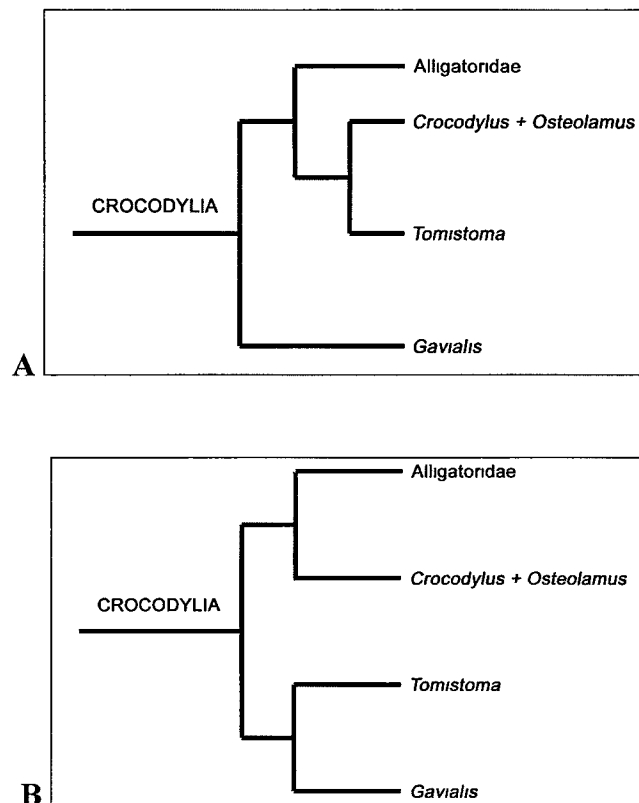 Alligatoridae
Crocodylus + Osteolamus
CROCODYLIA
Tomistoma
Gavialis
A
Alligatoridae
Crocodylus + Osteolamus
CROCODYLIA
Tomistoma
Gavialis
B